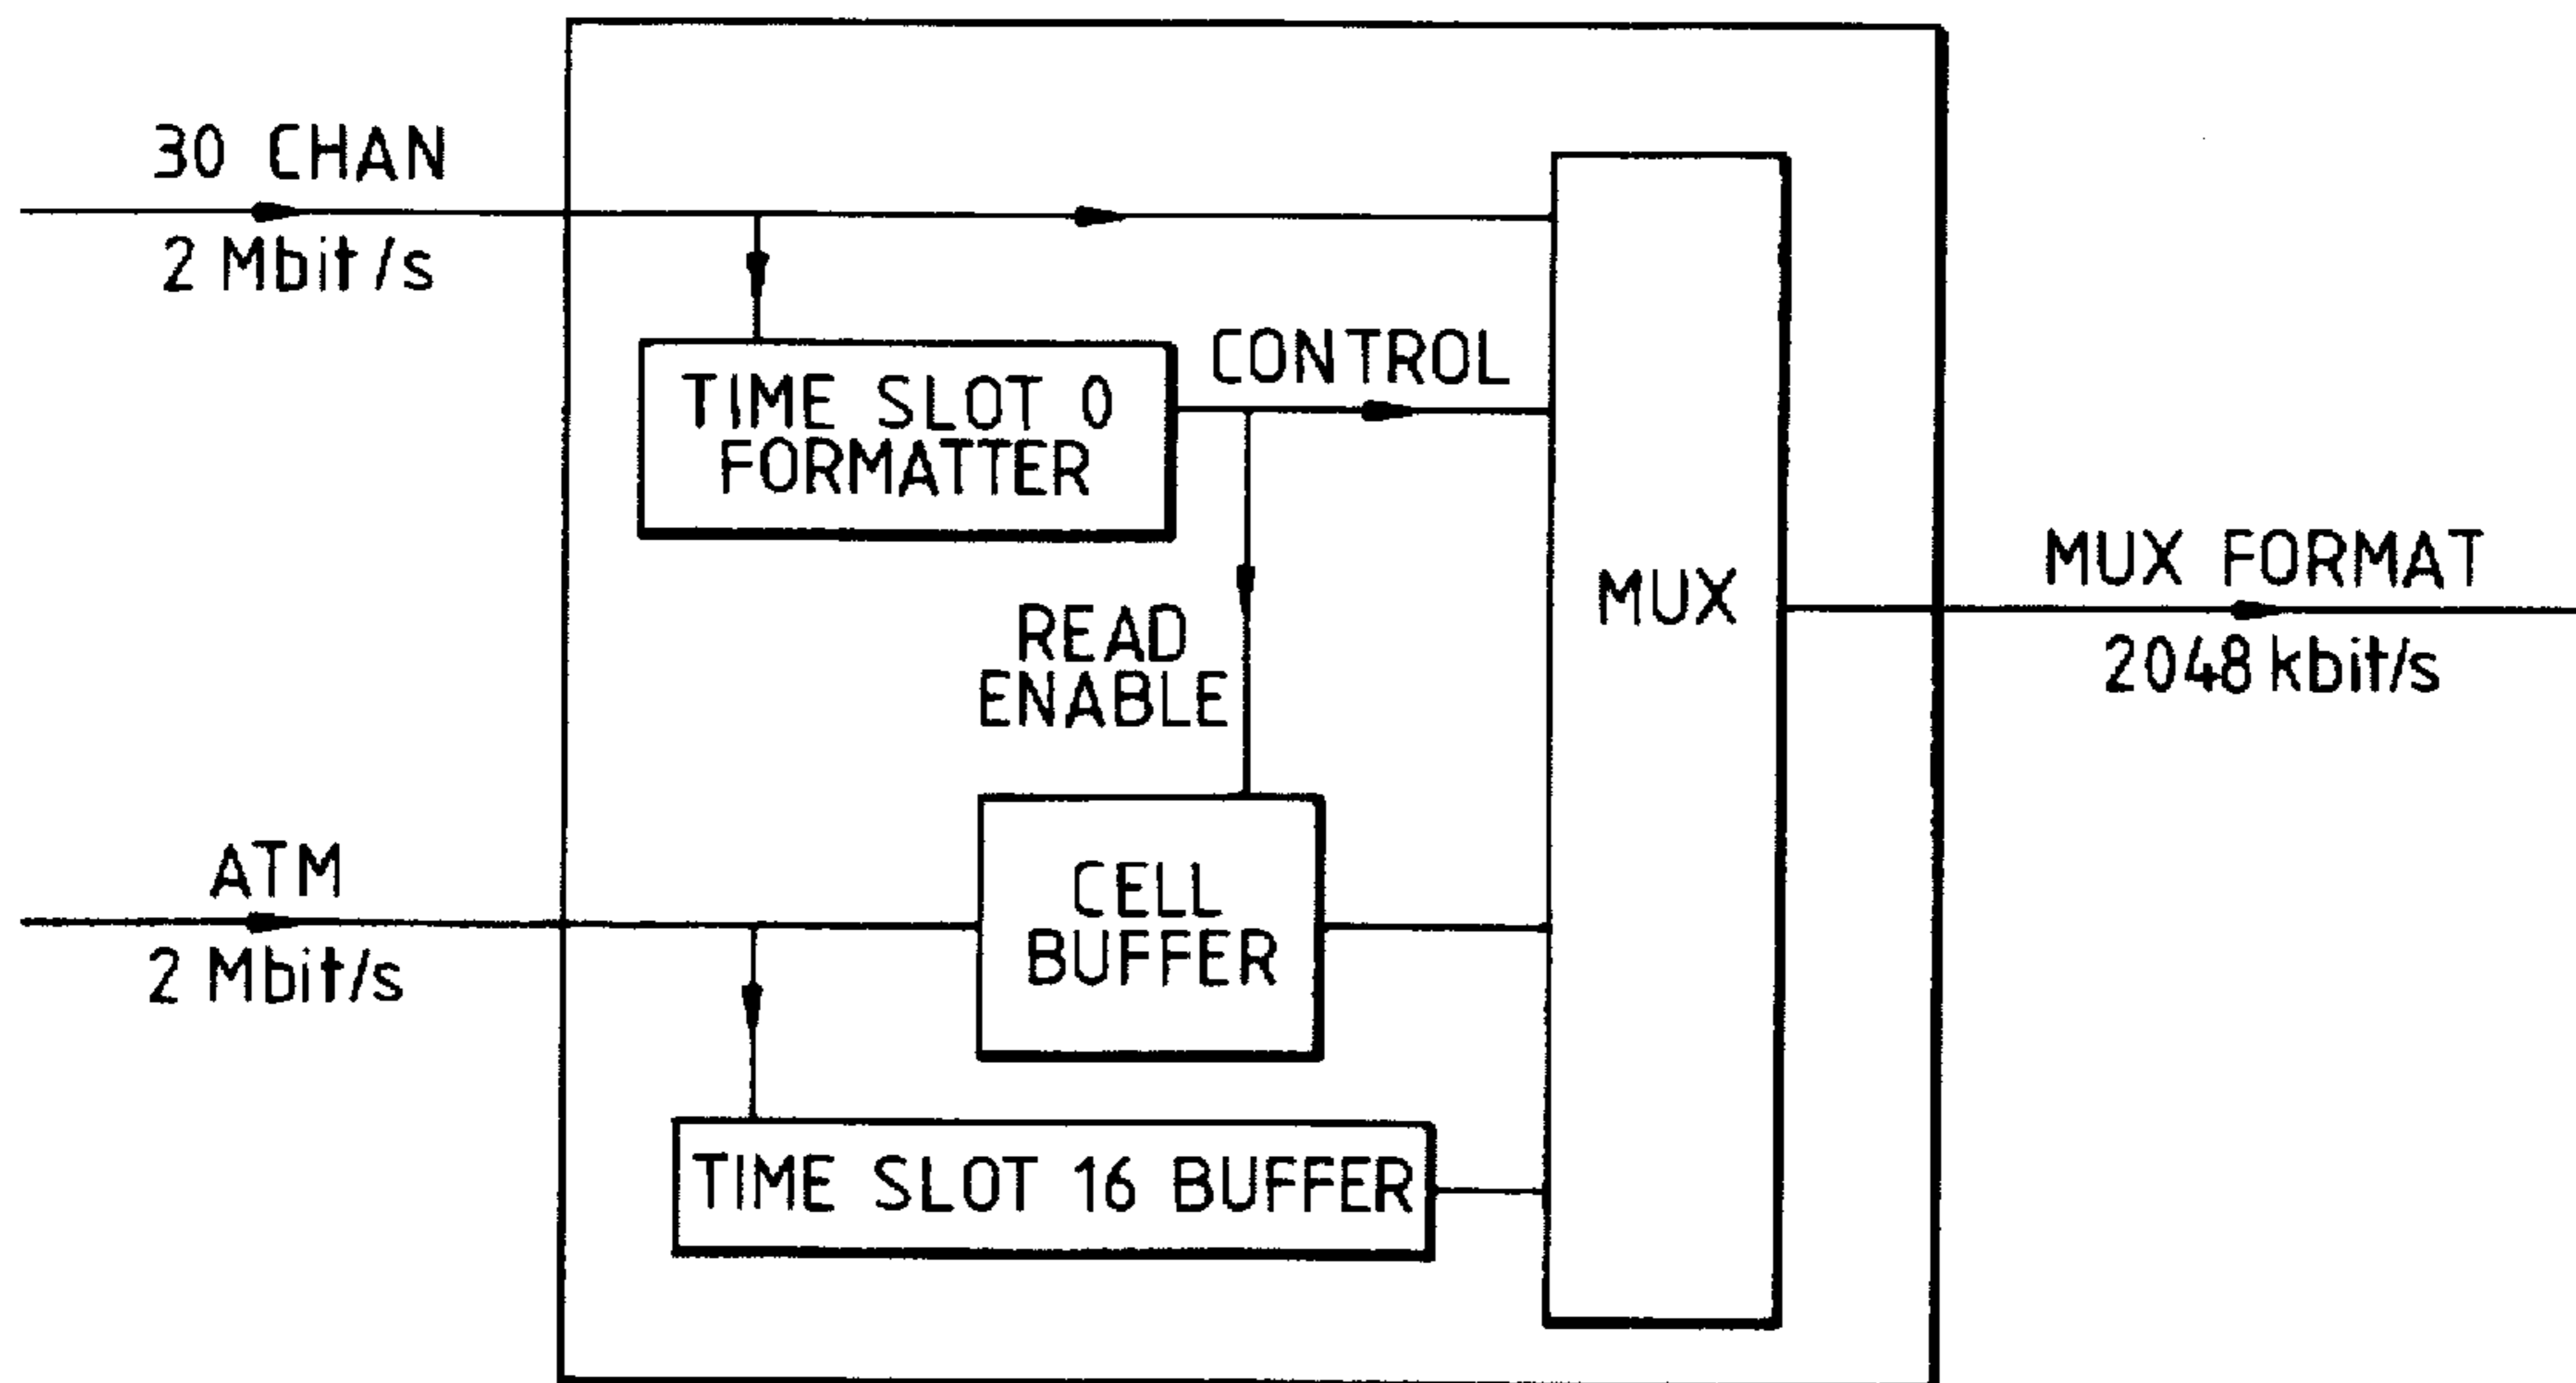 30 CHAN
2 Mbit/s
TIME SLOT 0
FORMATTER
CONTROL
READ
ENABLE
MUX
MUX FORMAT
2048 kbit/s
ATM
2 Mbit/s
CELL
BUFFER
TIME SLOT 16 BUFFER